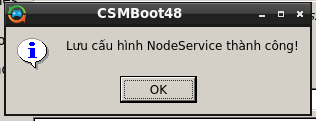 CSMBoot48
Lưu cấu hình NodeService thành công!
OK